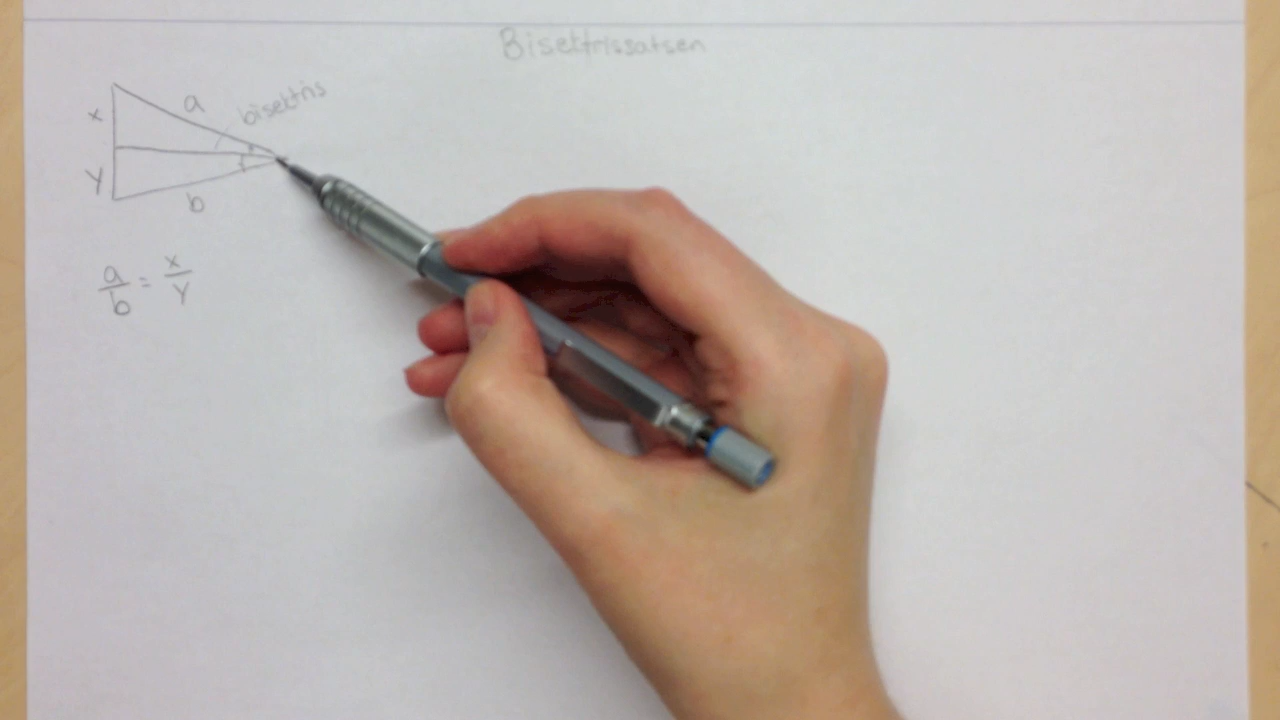 Bisektrissatsen
a
bisektris
x
y
b
a/b = x/y